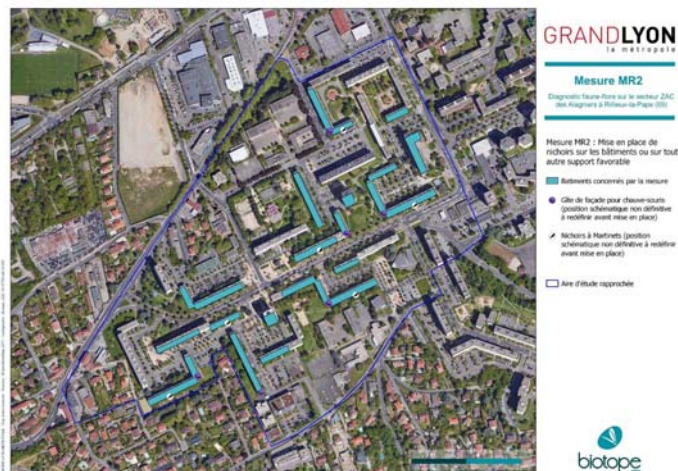 GRANDLYON
la métropole
Mesure MR2
Diagnostic faune-flore sur le secteur ZAC
des Alagniers à Rillieux-la-Pape (69)
Mesure MR2 : Mise en place de
nichoirs sur les bâtiments ou sur tout
autre support favorable
Batiments concernés par la mesure
Gîte de façade pour chauve-souris
(position schématique non définitive
à redéfinir avant mise en place)
Nichoirs à Martinets (position
schématique non définitive à redéfinir
avant mise en place)
Aire d'étude rapprochée
biotope